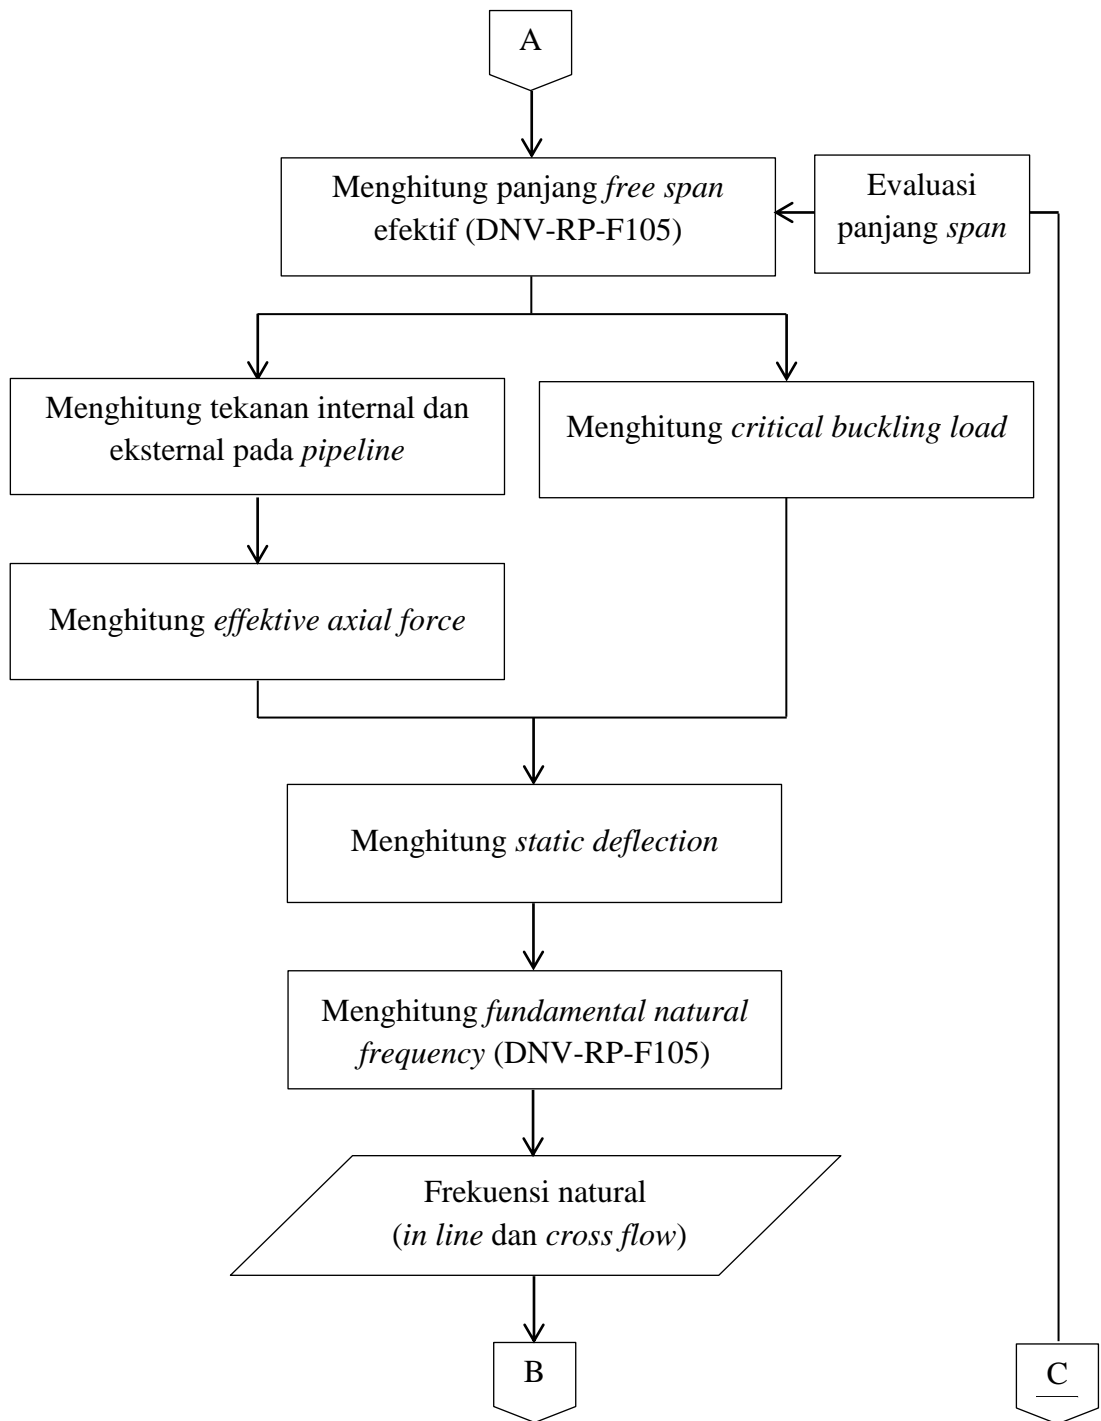 A
Menghitung panjang free span
efektif (DNV-RP-F105)
Evaluasi
panjang span
Menghitung tekanan internal dan
eksternal pada pipeline
Menghitung critical buckling load
Menghitung effektive axial force
Menghitung static deflection
Menghitung fundamental natural
frequency (DNV-RP-F105)
Frekuensi natural
(in line dan cross flow)
B
C